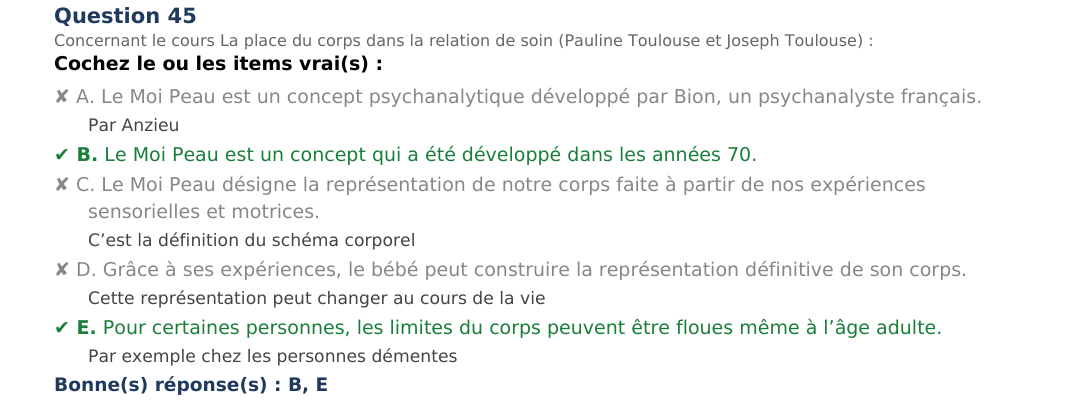 Question 45
Concernant le cours La place du corps dans la relation de soin (Pauline Toulouse et Joseph Toulouse) :
Cochez le ou les items vrai(s) :
✘ A. Le Moi Peau est un concept psychanalytique développé par Bion, un psychanalyste français.
Par Anzieu
✔ B. Le Moi Peau est un concept qui a été développé dans les années 70.
✘ C. Le Moi Peau désigne la représentation de notre corps faite à partir de nos expériences
sensorielles et motrices.
C’est la définition du schéma corporel
✘ D. Grâce à ses expériences, le bébé peut construire la représentation définitive de son corps.
Cette représentation peut changer au cours de la vie
✔ E. Pour certaines personnes, les limites du corps peuvent être floues même à l’âge adulte.
Par exemple chez les personnes démentes
Bonne(s) réponse(s) : B, E